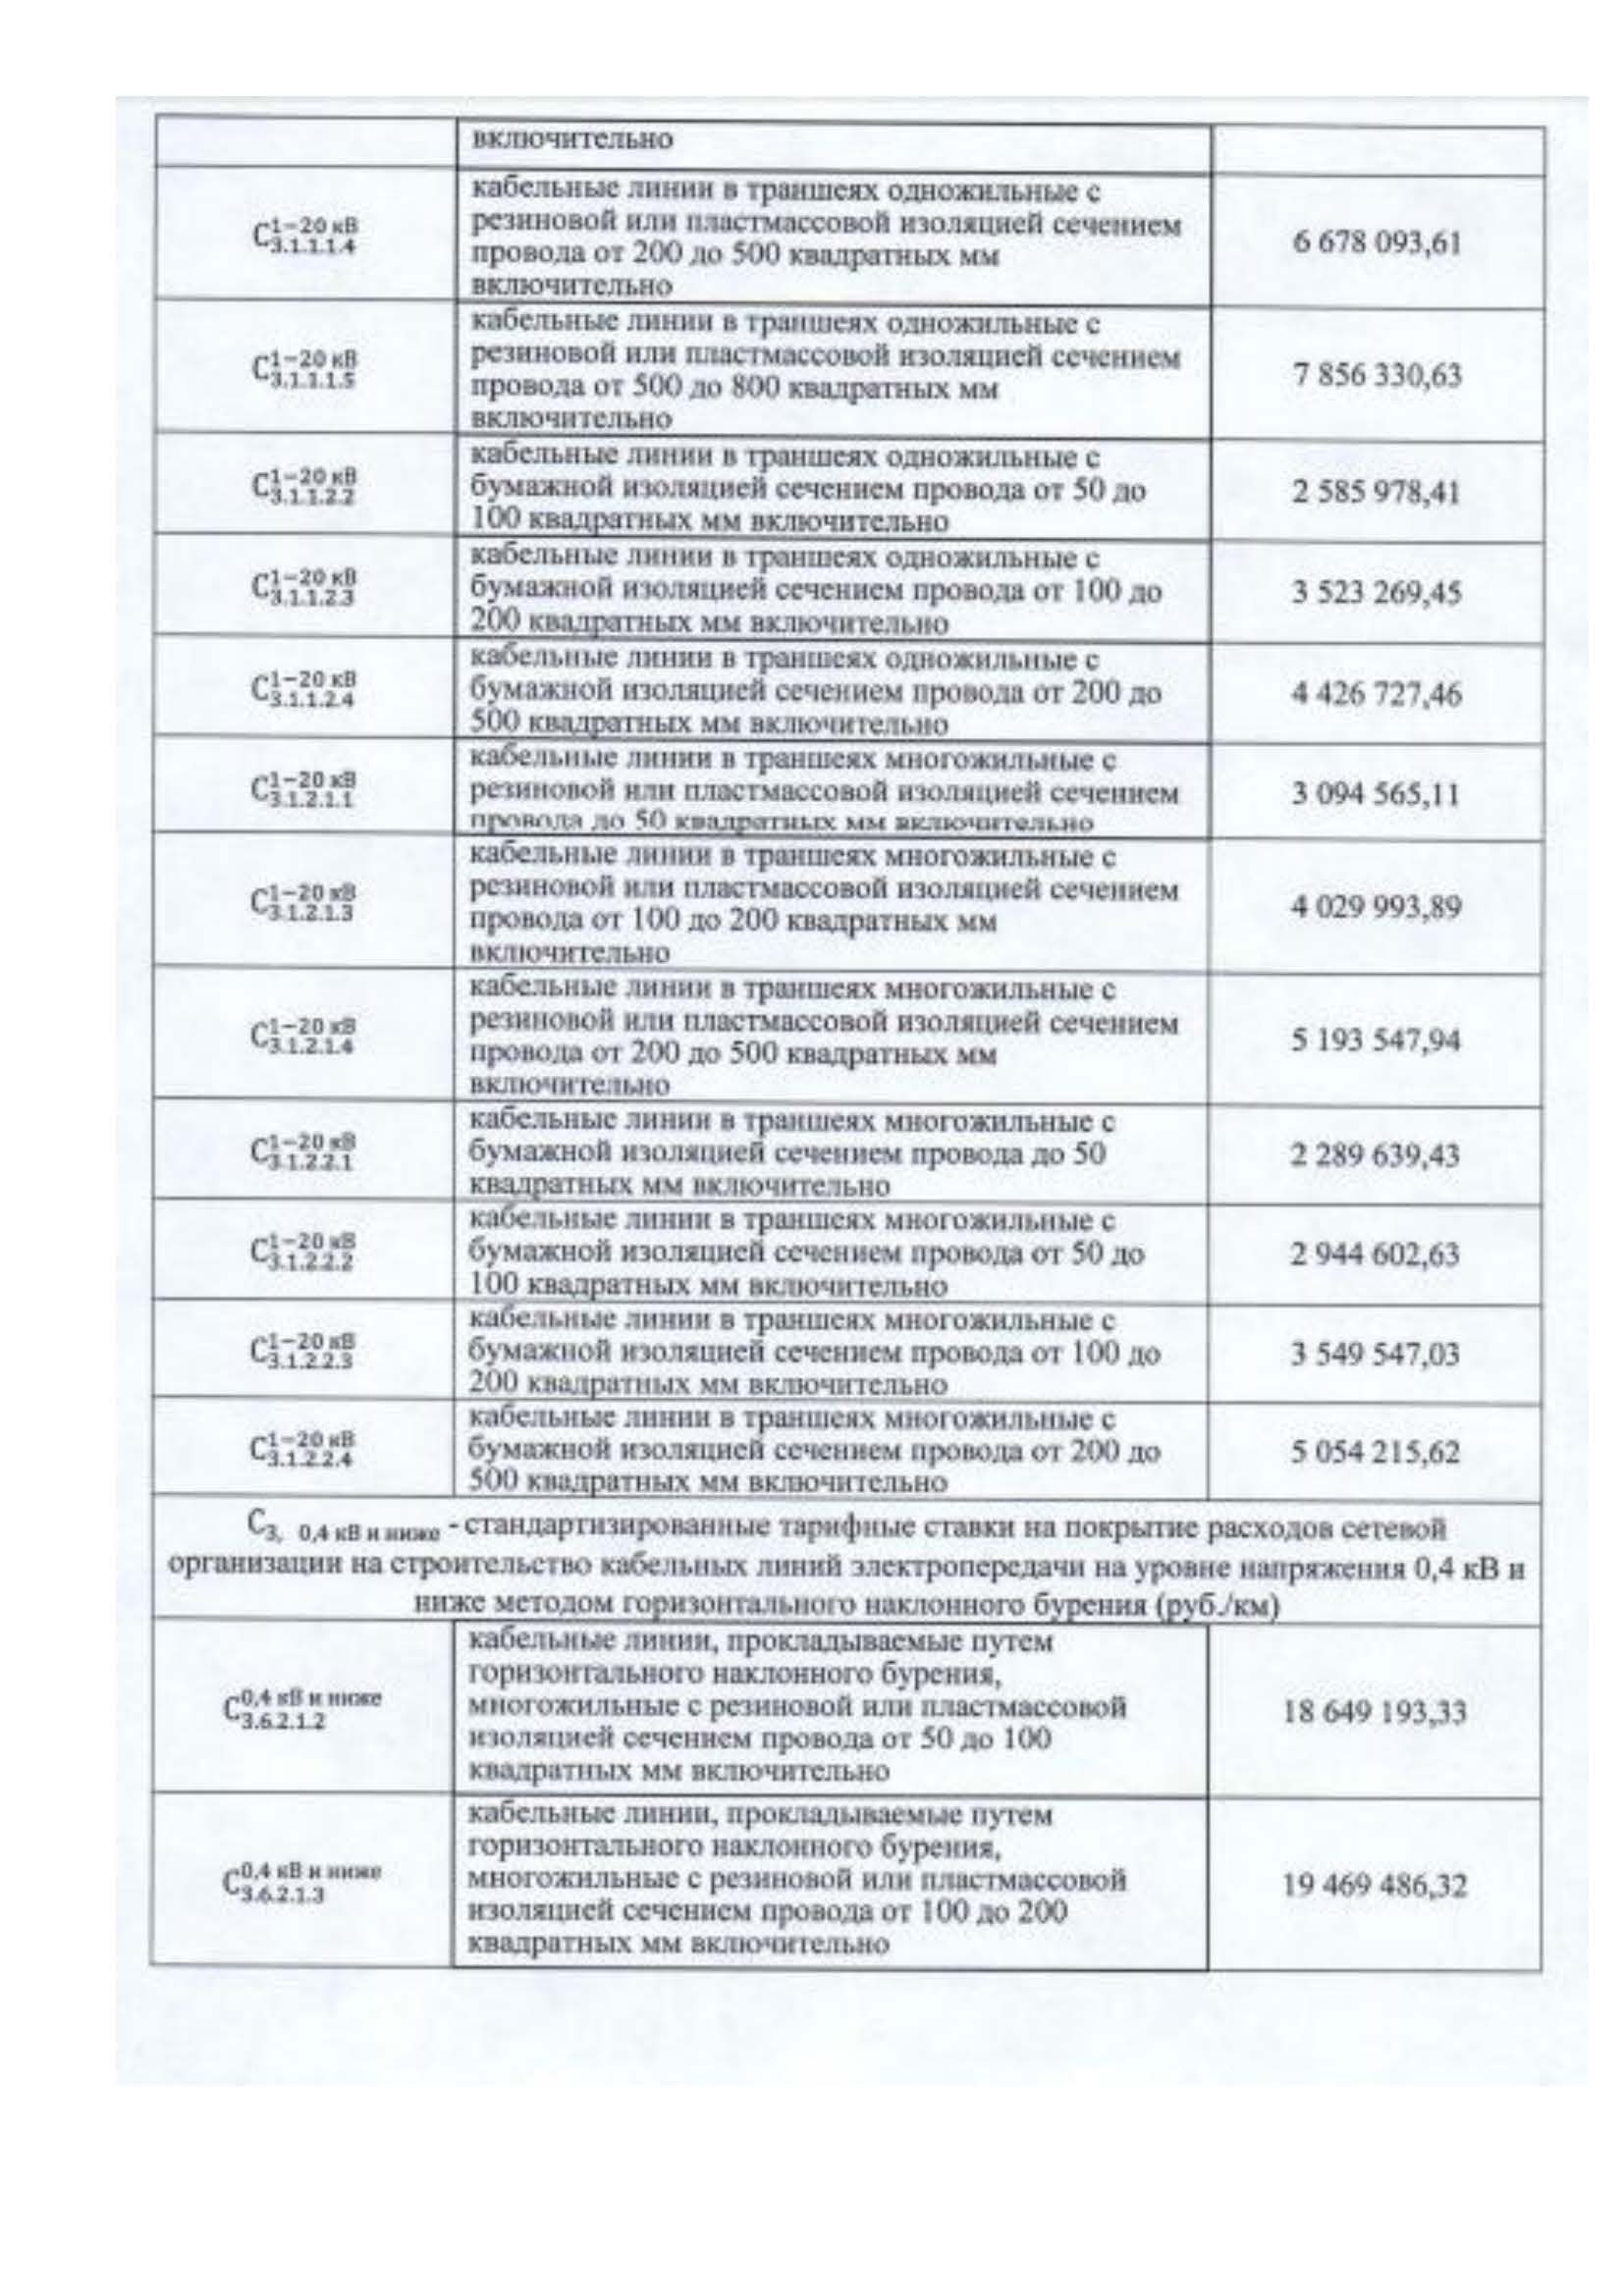 включительно
C 1–20 кВ 3.1.1.1.4
кабельные линии в траншеях одножильные с
резиновой или пластмассовой изоляцией сечением
провода от 200 до 500 квадратных мм
включительно
6 678 093,61
C 1–20 кВ 3.1.1.1.5
кабельные линии в траншеях одножильные с
резиновой или пластмассовой изоляцией сечением
провода от 500 до 800 квадратных мм
включительно
7 856 330,63
C 1–20 кВ 3.1.1.2.2
кабельные линии в траншеях одножильные с
бумажной изоляцией сечением провода от 50 до
100 квадратных мм включительно
2 585 978,41
C 1–20 кВ 3.1.1.2.3
кабельные линии в траншеях одножильные с
бумажной изоляцией сечением провода от 100 до
200 квадратных мм включительно
3 523 269,45
C 1–20 кВ 3.1.1.2.4
кабельные линии в траншеях одножильные с
бумажной изоляцией сечением провода от 200 до
500 квадратных мм включительно
4 426 727,46
C 1–20 кВ 3.1.2.1.1
кабельные линии в траншеях многожильные с
резиновой или пластмассовой изоляцией сечением
провода до 50 квадратных мм включительно
3 094 565,11
C 1–20 кВ 3.1.2.1.3
кабельные линии в траншеях многожильные с
резиновой или пластмассовой изоляцией сечением
провода от 100 до 200 квадратных мм
включительно
4 029 993,89
C 1–20 кВ 3.1.2.1.4
кабельные линии в траншеях многожильные с
резиновой или пластмассовой изоляцией сечением
провода от 200 до 500 квадратных мм
включительно
5 193 547,94
C 1–20 кВ 3.1.2.2.1
кабельные линии в траншеях многожильные с
бумажной изоляцией сечением провода до 50
квадратных мм включительно
2 289 639,43
C 1–20 кВ 3.1.2.2.2
кабельные линии в траншеях многожильные с
бумажной изоляцией сечением провода от 50 до
100 квадратных мм включительно
2 944 602,63
C 1–20 кВ 3.1.2.2.3
кабельные линии в траншеях многожильные с
бумажной изоляцией сечением провода от 100 до
200 квадратных мм включительно
3 549 547,03
C 1–20 кВ 3.1.2.2.4
кабельные линии в траншеях многожильные с
бумажной изоляцией сечением провода от 200 до
500 квадратных мм включительно
5 054 215,62
C3, 0,4 кВ и ниже - стандартизированные тарифные ставки на покрытие расходов сетевой
организации на строительство кабельных линий электропередачи на уровне напряжения 0,4 кВ и
ниже методом горизонтального наклонного бурения (руб./км)
C 0,4 кВ и ниже 3.6.2.1.2
кабельные линии, прокладываемые путем
горизонтального наклонного бурения,
многожильные с резиновой или пластмассовой
изоляцией сечением провода от 50 до 100
квадратных мм включительно
18 649 193,33
C 0,4 кВ и ниже 3.6.2.1.3
кабельные линии, прокладываемые путем
горизонтального наклонного бурения,
многожильные с резиновой или пластмассовой
изоляцией сечением провода от 100 до 200
квадратных мм включительно
19 469 486,32